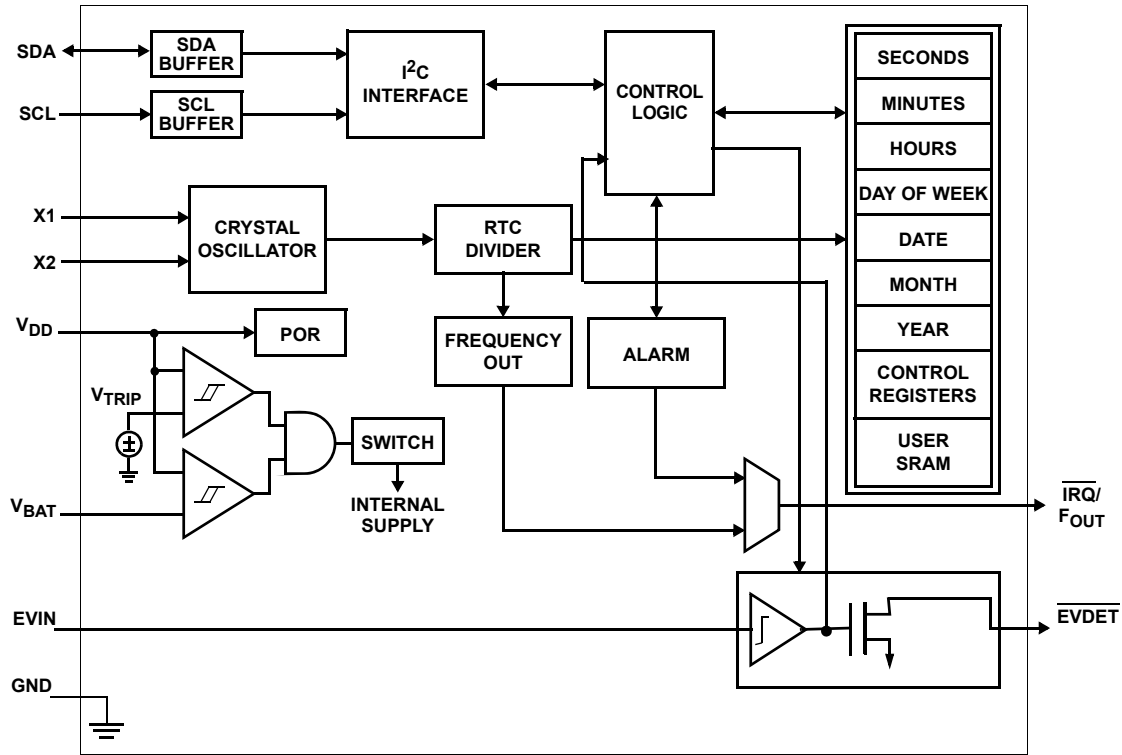 SDA
SDA
BUFFER
SCL
SCL
BUFFER
I²C
INTERFACE
CONTROL
LOGIC
SECONDS
MINUTES
HOURS
DAY OF WEEK
DATE
MONTH
YEAR
CONTROL
REGISTERS
USER
SRAM
X1
X2
CRYSTAL
OSCILLATOR
RTC
DIVIDER
FREQUENCY
OUT
ALARM
VDD
POR
VTRIP
SWITCH
INTERNAL
SUPPLY
VBAT
IRQ/
FOUT
EVIN
EVDET
GND